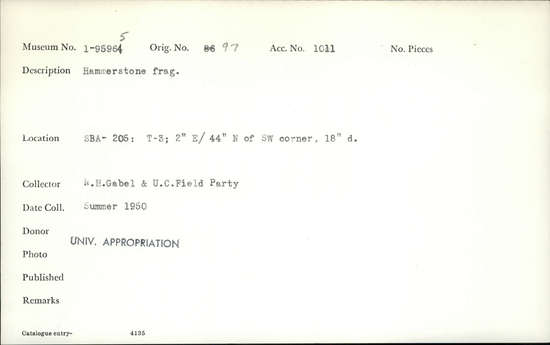 5
Museum No. 1-95964 Orig. No. 86 97 Acc. No. 1011 No. Pieces
Description Hammerstone frag.
Location SBA- 205: T-3; 2" E/ 44" N of SW corner, 18" d.
Collector N.H.Gabel & U.C.Field Party
Date Coll. Summer 1950
Donor
UNIV. APPROPRIATION
Photo
Published
Remarks
Catalogue entry- 4135